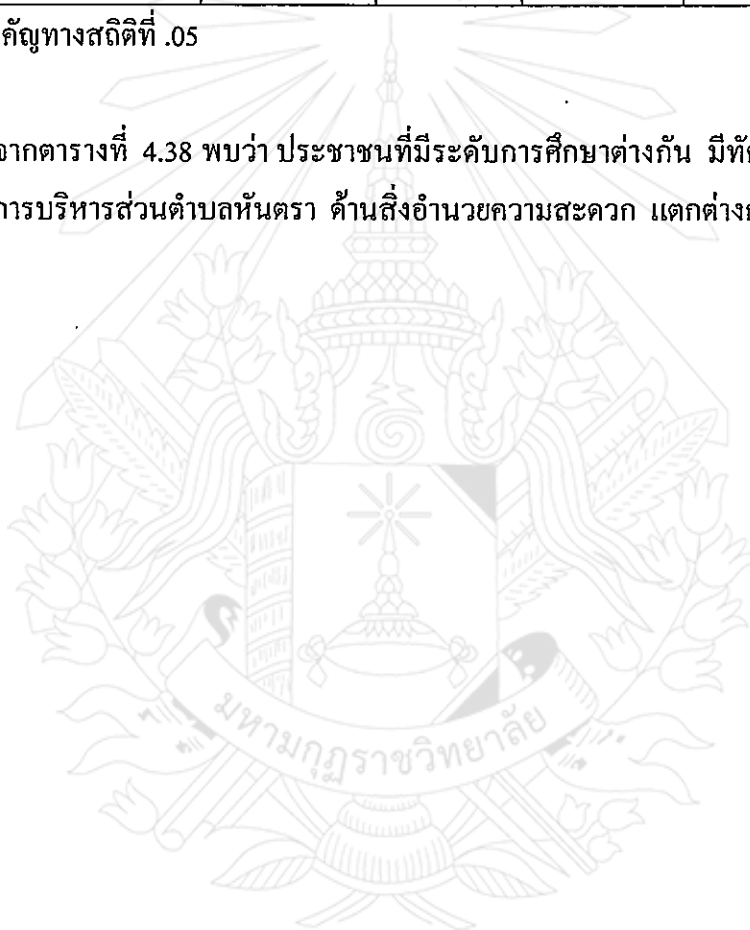 คัญทางสถิติที่ .05
จากตารางที่ 4.38 พบว่า ประชาชนที่มีระดับการศึกษาต่างกัน มีทัศ
การบริหารส่วนตำบลหันตรา ด้านสิ่งอำนวยความสะดวก แตกต่างก
มหามกุฏราชวิทยาลัย